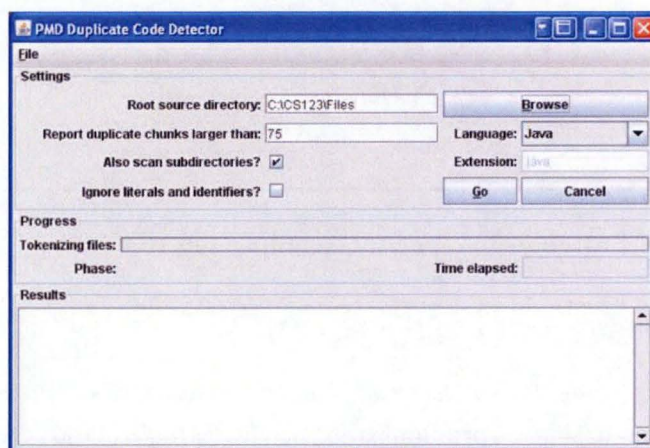 PMD Duplicate Code Detector
File
Settings
Root source directory: C:\CS123\Files Browse
Report duplicate chunks larger than: 75 Language: Java
Also scan subdirectories? Extension: java
Ignore literals and identifiers? Go Cancel
Progress
Tokenizing files:
Phase: Time elapsed:
Results